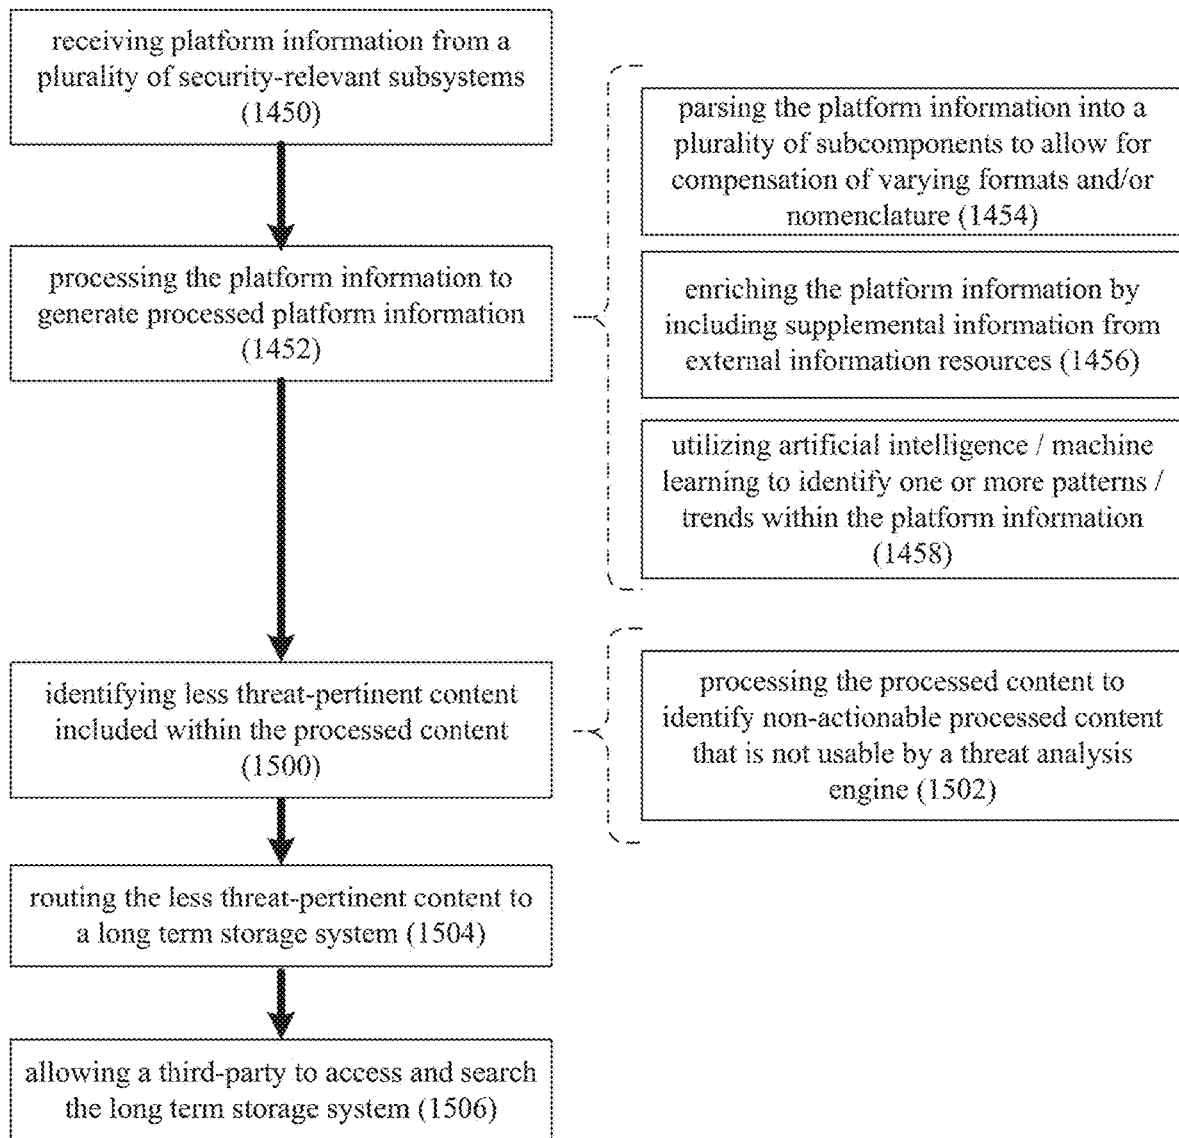 receiving platform information from a
plurality of security-relevant subsystems
(1450)
processing the platform information to
generate processed platform information
(1452)
parsing the platform information into a
plurality of subcomponents to allow for
compensation of varying formats and/or
nomenclature (1454)
enriching the platform information by
including supplemental information from
external information resources (1456)
utilizing artificial intelligence / machine
learning to identify one or more patterns /
trends within the platform information
(1458)
identifying less threat-pertinent content
included within the processed content
(1500)
processing the processed content to
identify non-actionable processed content
that is not usable by a threat analysis
engine (1502)
routing the less threat-pertinent content to
a long term storage system (1504)
allowing a third-party to access and search
the long term storage system (1506)